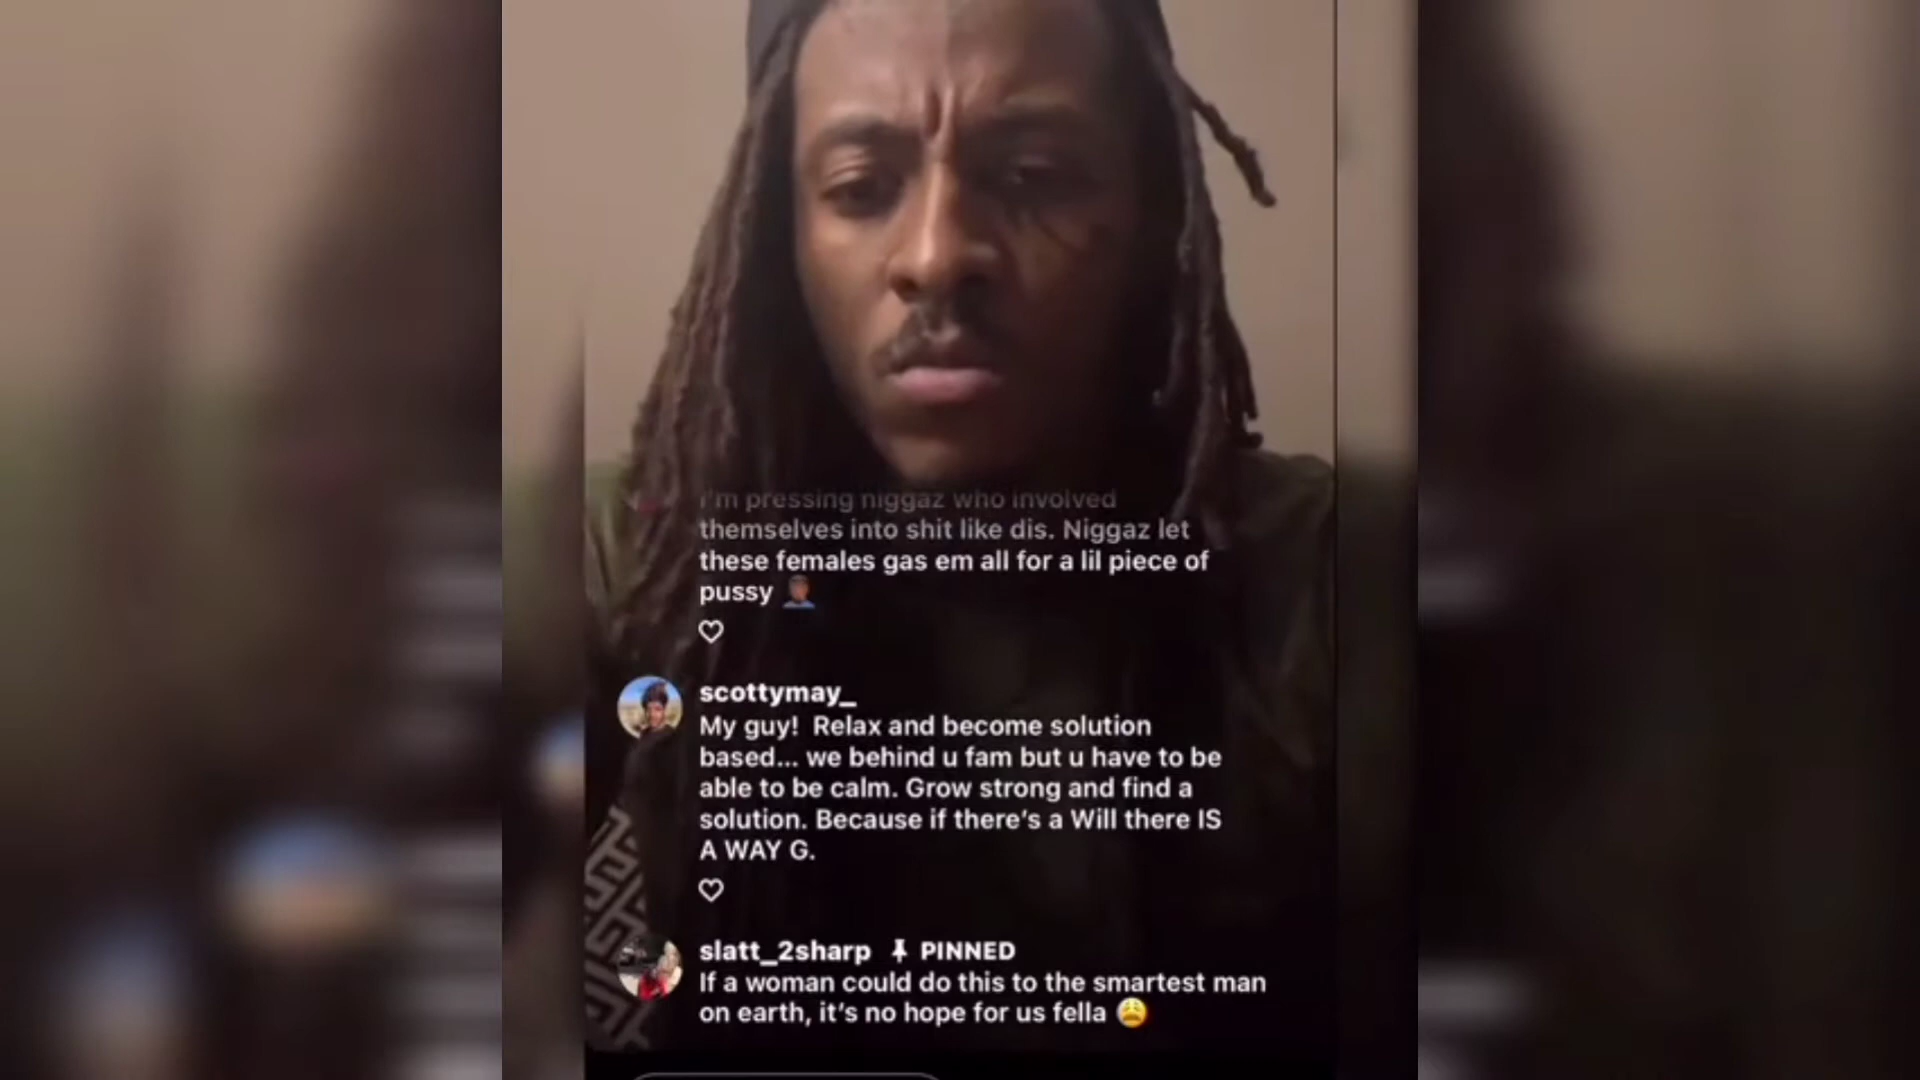 I'm pressing niggaz who involved
themselves into shit like dis. Niggaz let
these females gas em all for a lil piece of
pussy
scottymay_
My guy!  Relax and become solution
based... we behind u fam but u have to be
able to be calm. Grow strong and find a
solution. Because if there's a Will there IS
A WAY G.
slatt_2sharp PINNED
If a woman could do this to the smartest man
on earth, it's no hope for us fella 😩